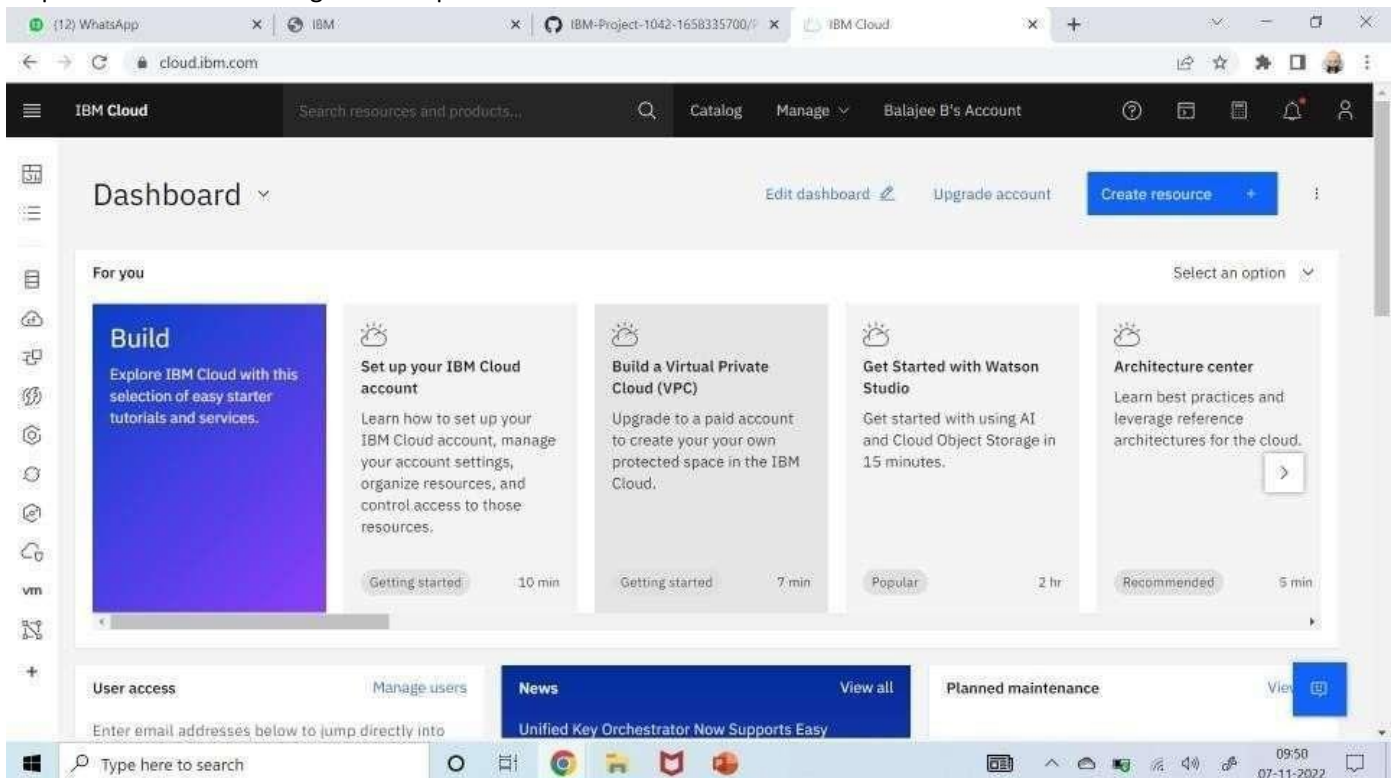 (12) WhatsApp
IBM
IBM-Project-1042-1658335700/
IBM Cloud
cloud.ibm.com
IBM Cloud
Search resources and products...
Catalog
Manage
Balajee B's Account
Dashboard
Edit dashboard
Upgrade account
Create resource +
For you
Select an option
Build
Explore IBM Cloud with this
selection of easy starter
tutorials and services.
Set up your IBM Cloud
account
Learn how to set up your
IBM Cloud account, manage
your account settings,
organize resources, and
control access to those
resources.
Getting started
10 min
Build a Virtual Private
Cloud (VPC)
Upgrade to a paid account
to create your your own
protected space in the IBM
Cloud.
Getting started
7 min
Get Started with Watson
Studio
Get started with using AI
and Cloud Object Storage in
15 minutes.
Popular
2 hr
Architecture center
Learn best practices and
leverage reference
architectures for the cloud.
Recommended
5 min
vm
User access
Manage users
Enter email addresses below to jump directly into
News
View all
Unified Key Orchestrator Now Supports Easy
Planned maintenance
Type here to search
09:50
07-11-2022